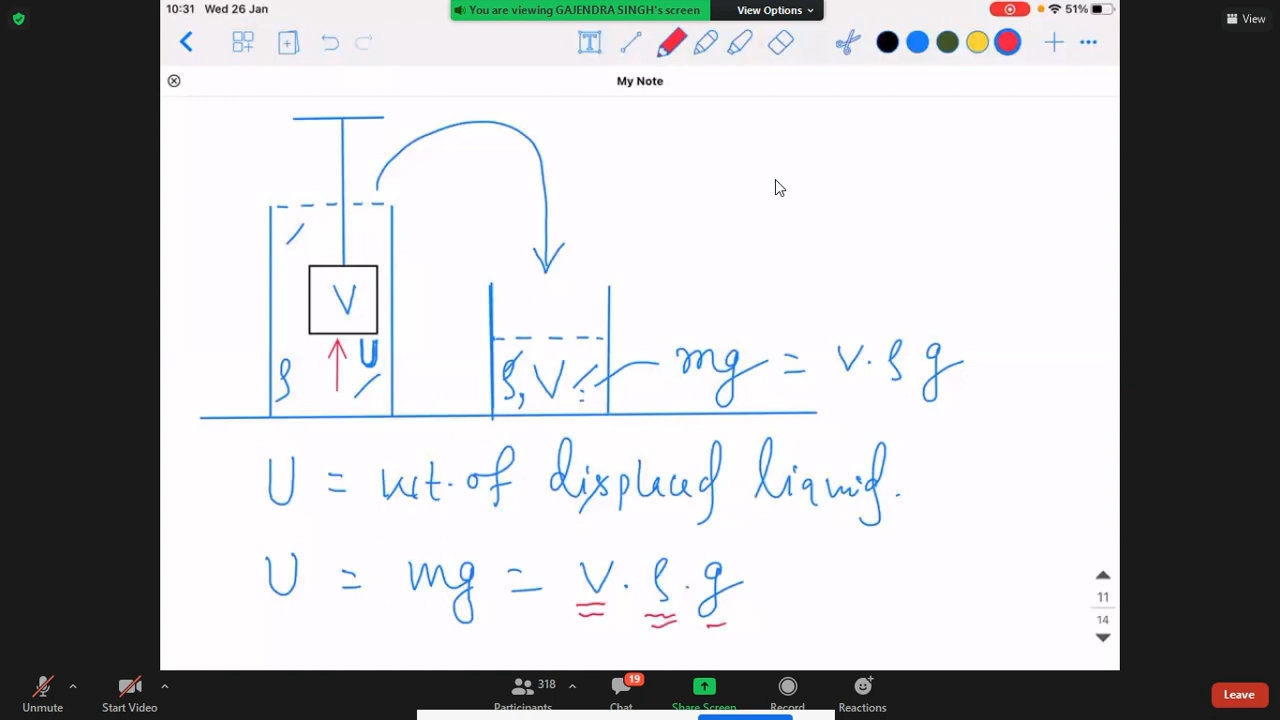 10:31 Wed 26 Jan
You are viewing GAJENDRA SINGH's screen
View Options
51%
View
My Note
V
U
ρ
ρ, V
mg = V. ρ g
U = wt. of displaced liquid.
U = mg = V. ρ. g
11
14
Unmute
Start Video
318
Participants
19
Chat
Share Screen
Record
Reactions
Leave